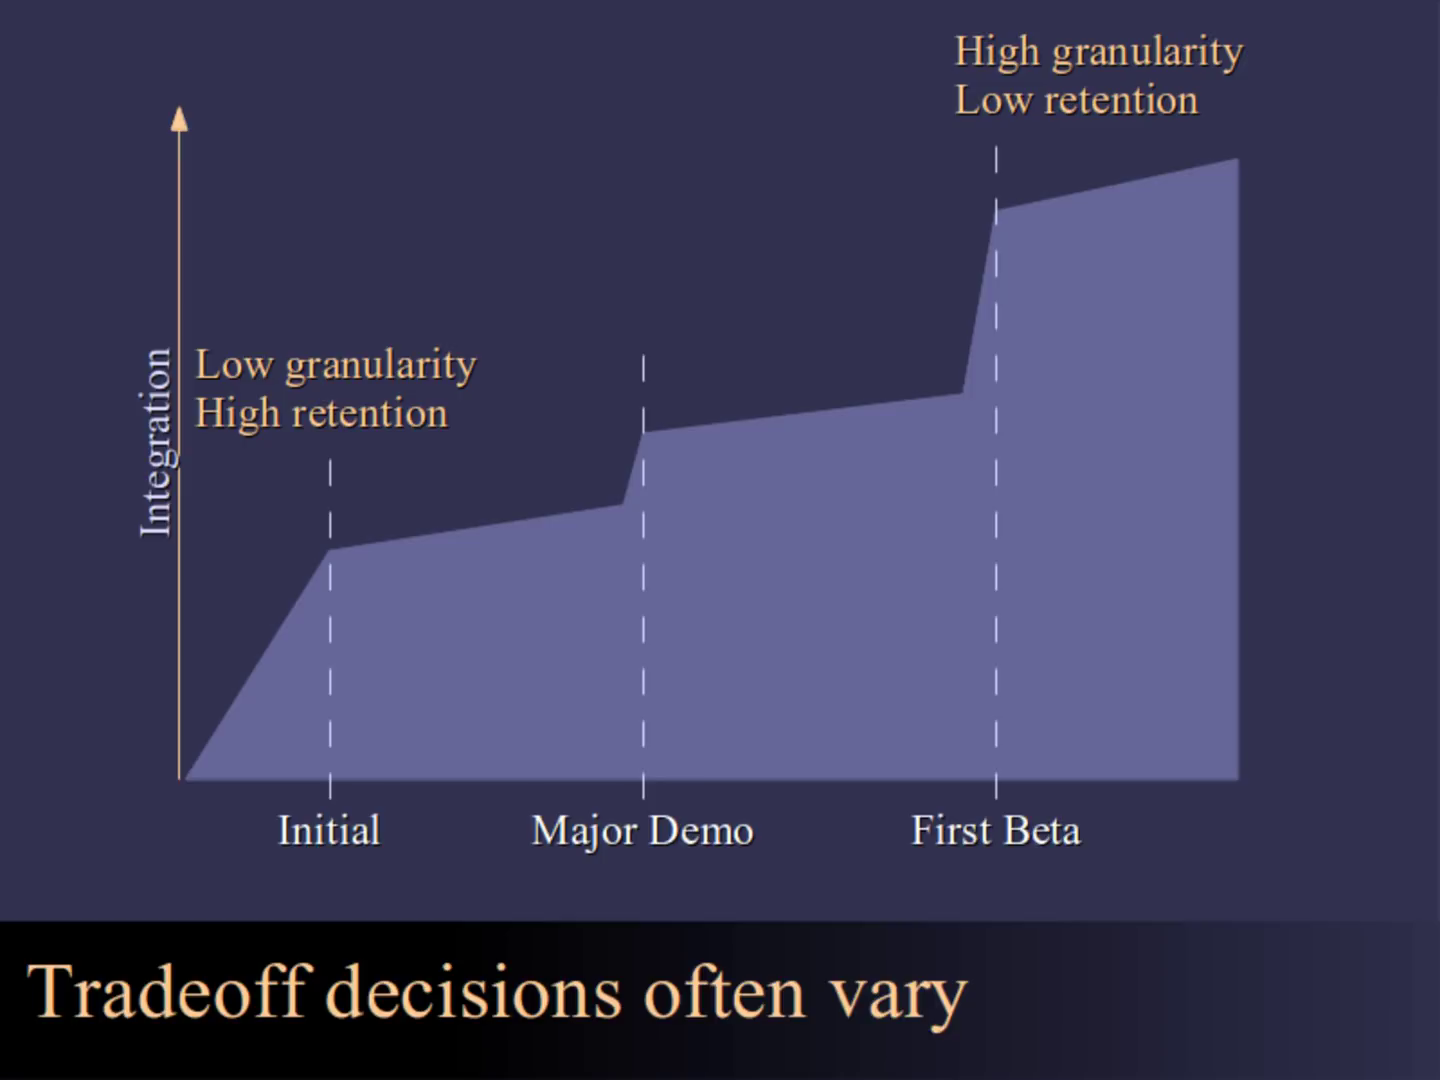 High granularity
Low retention
Low granularity
High retention
Integration
Initial
Major Demo
First Beta
Tradeoff decisions often vary